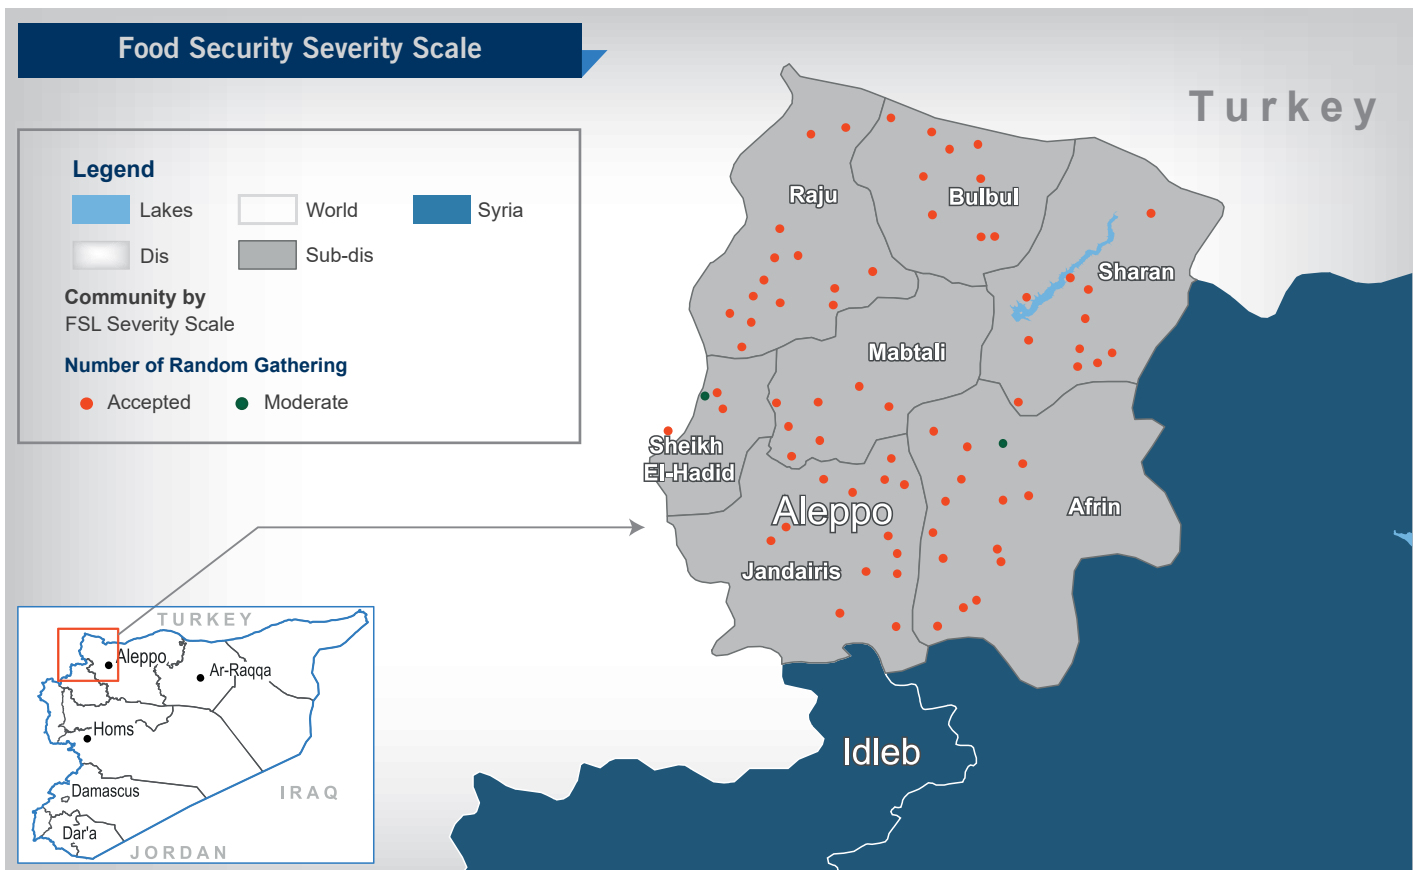 Food Security Severity Scale
Turkey
Legend
Lakes
World
Syria
Dis
Sub-dis
Community by
FSL Severity Scale
Number of Random Gathering
Accepted
Moderate
Raju
Bulbul
Sharan
Mabtali
Sheikh
El-Hadid
Aleppo
Afrin
Jandairis
Idleb
TURKEY
Aleppo
Ar-Raqqa
Homs
Damascus
IRAQ
Dar'a
JORDAN